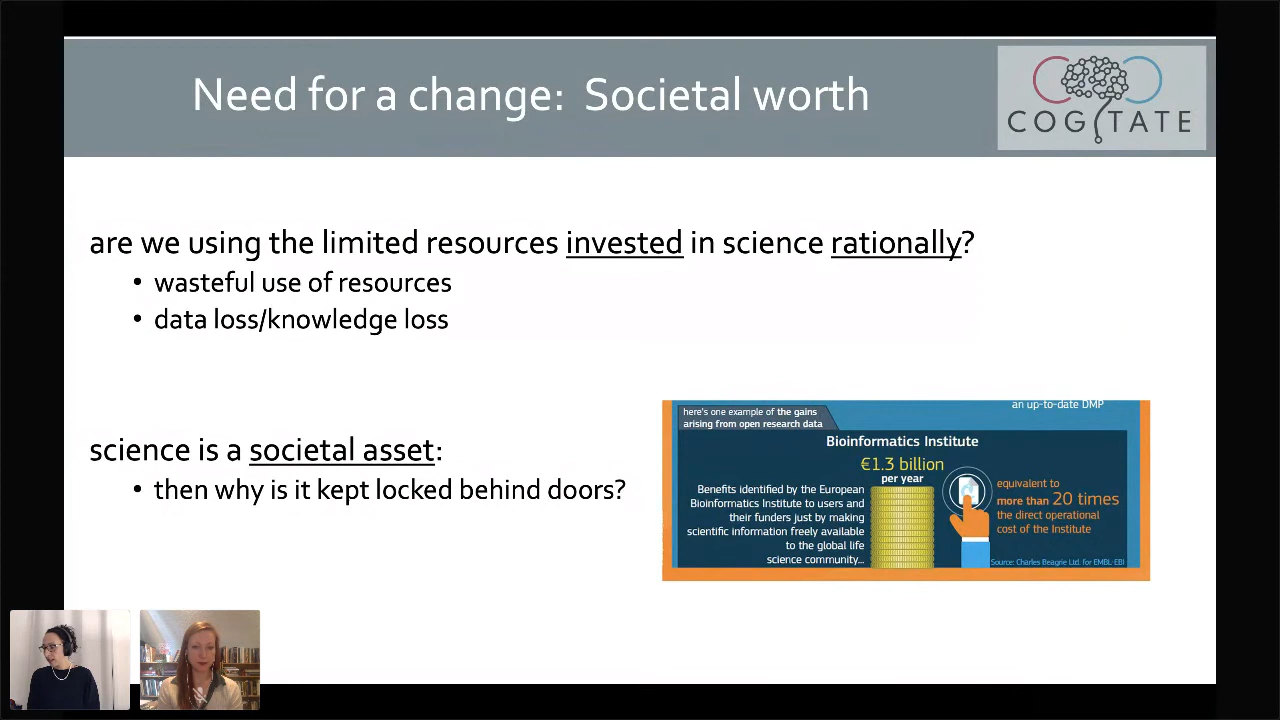 Need for a change: Societal worth
COGITATE
are we using the limited resources invested in science rationally?
• wasteful use of resources
• data loss/knowledge loss
science is a societal asset:
• then why is it kept locked behind doors?
an up-to-date DMP
here's one example of the gains
arising from open research data
Bioinformatics Institute
€1.3 billion
per year
Benefits identified by the European
Bioinformatics Institute to users and
their funders just by making
scientific information freely available
to the global life
science community...
equivalent to
more than 20 times
the direct operational
cost of the Institute
Source: Charles Beagrie Ltd. for EMBL-EBI